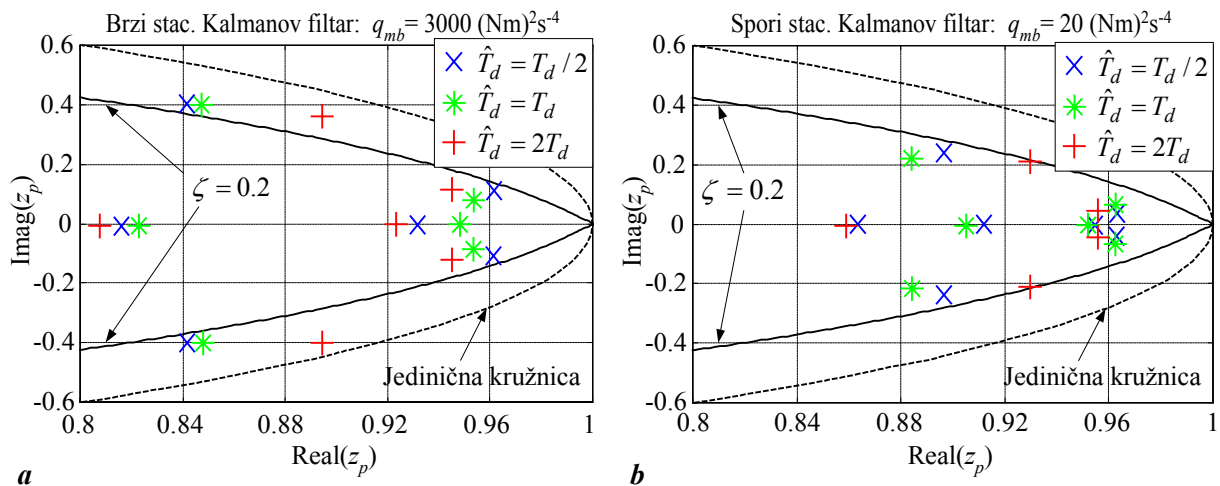 Brzi stac. Kalmanov filtar: q_mb = 3000 (Nm)²s⁻⁴
0.6
0.4
0.2
0
-0.2
-0.4
-0.6
Imag(z_p)
T̂_d = T_d / 2
T̂_d = T_d
T̂_d = 2T_d
ζ = 0.2
Jedinična kružnica
0.8 0.84 0.88 0.92 0.96 1
Real(z_p)
a
Spori stac. Kalmanov filtar: q_mb = 20 (Nm)²s⁻⁴
0.6
0.4
0.2
0
-0.2
-0.4
-0.6
Imag(z_p)
T̂_d = T_d / 2
T̂_d = T_d
T̂_d = 2T_d
ζ = 0.2
Jedinična kružnica
0.8 0.84 0.88 0.92 0.96 1
Real(z_p)
b